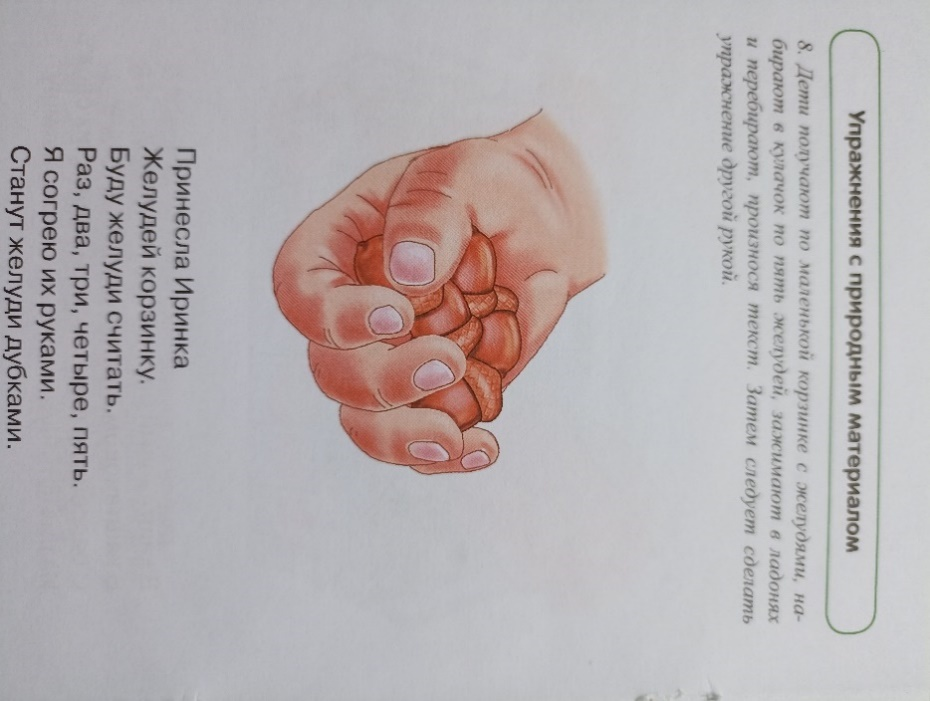 Упражнения с природным материалом
8. Дети получают по маленькой корзинке с желудями, на-
бирают в кулачок по пять желудей, зажимают в ладонях
и перебирают, произнося текст. Затем следует сделать
упражнение другой рукой.
Принесла Иринка
Желудей корзинку.
Буду желуди считать.
Раз, два, три, четыре, пять.
Я согрею их руками.
Станут желуди дубками.